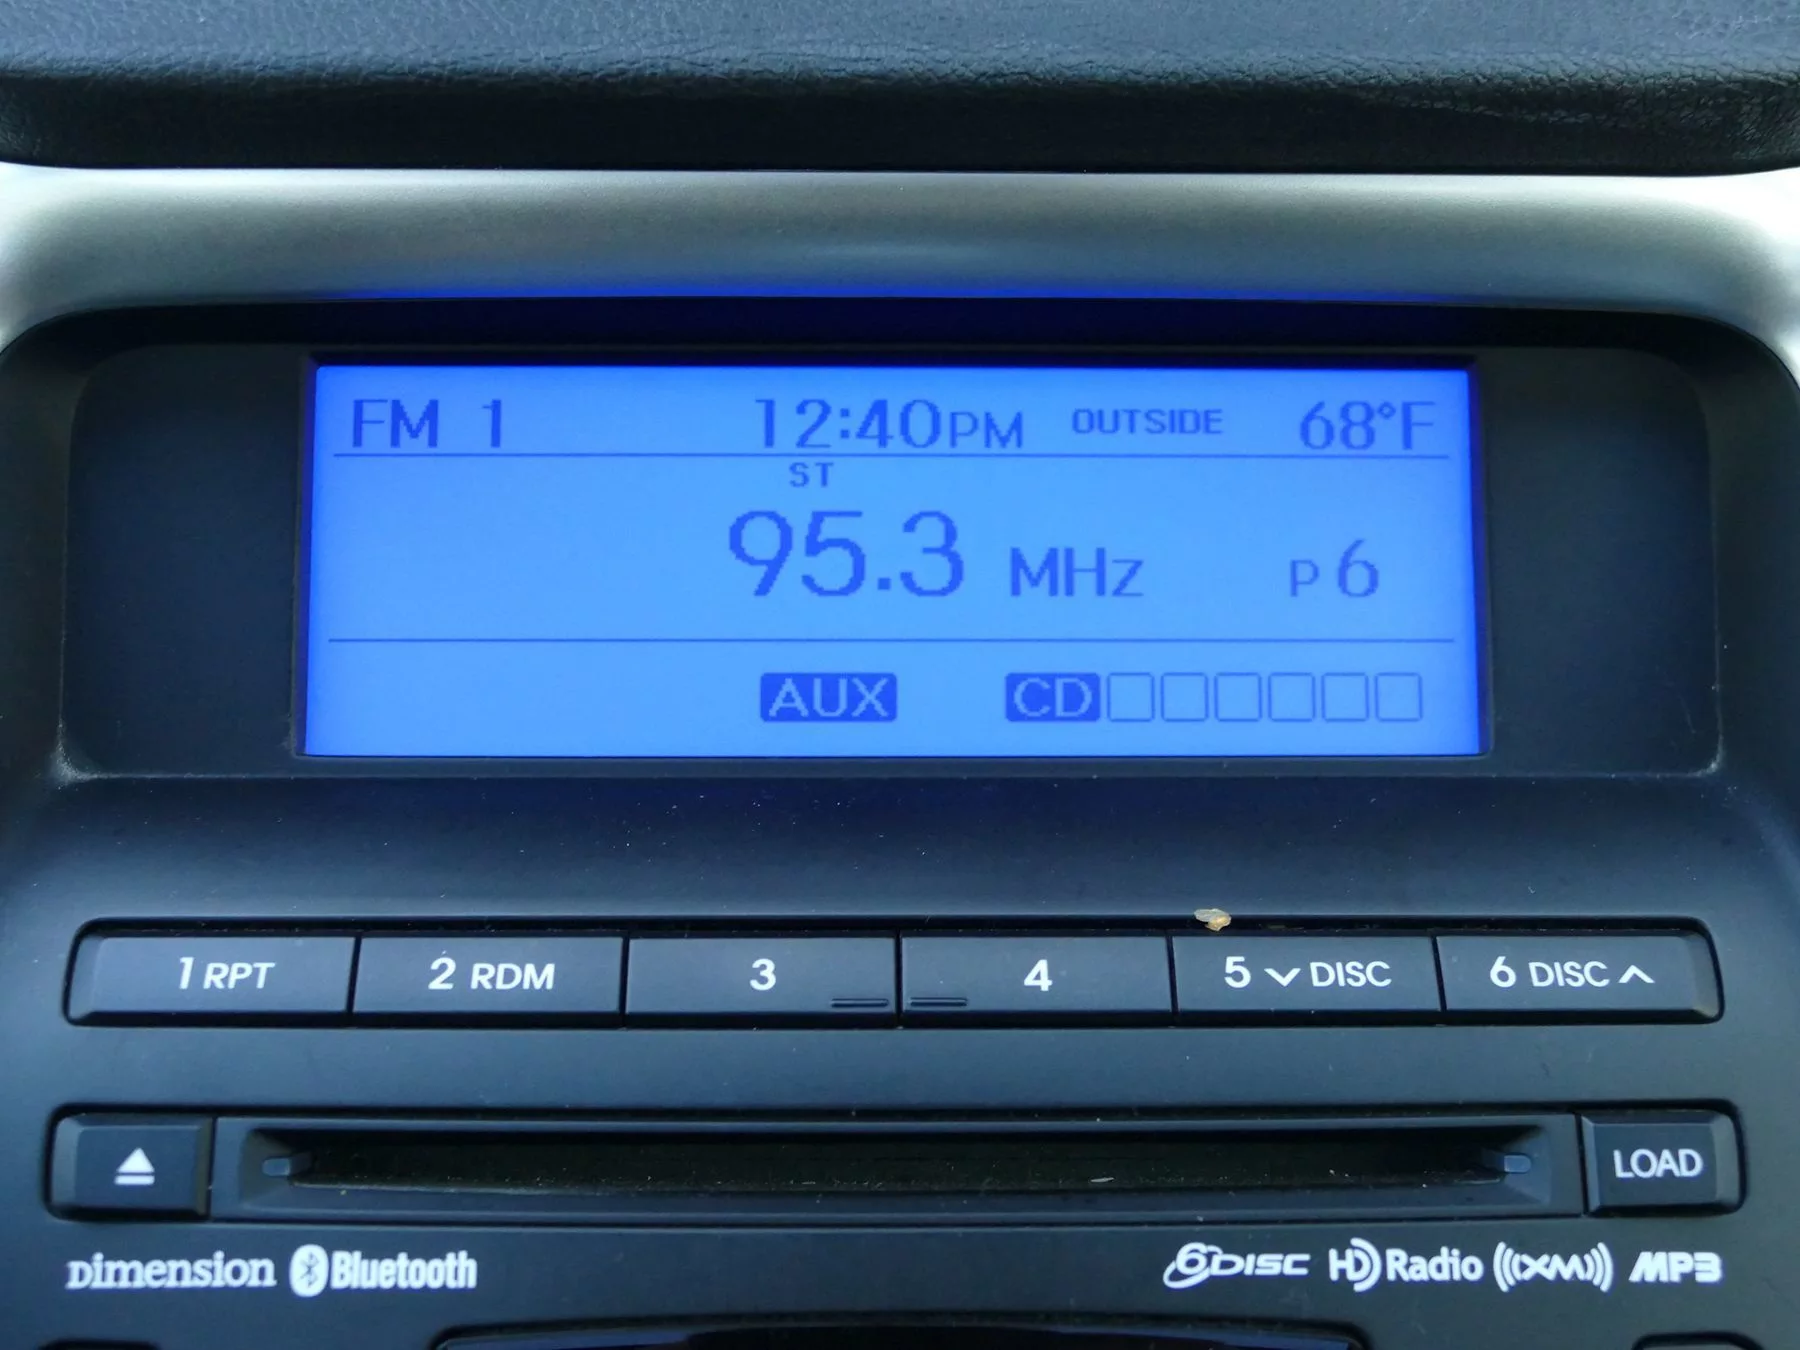 FM 1 12:40PM OUTSIDE 68°F
ST
95.3 MHz P6
AUX CD
1 RPT 2 RDM 3 4 5 DISC 6 DISC
LOAD
Dimension Bluetooth 6DISC HD Radio XM MP3